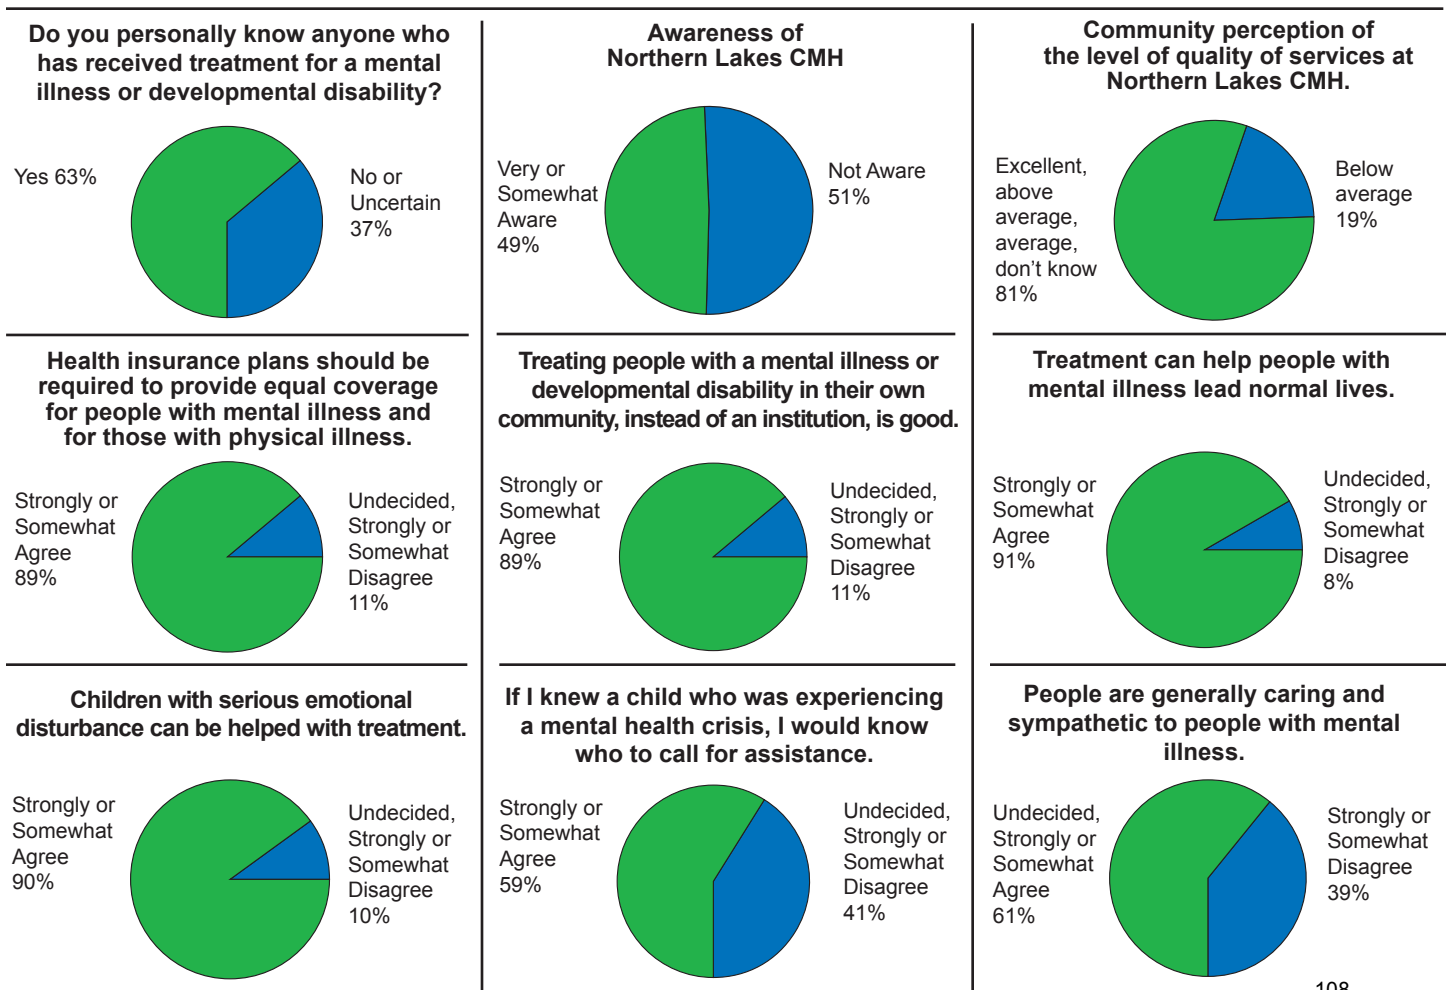 Do you personally know anyone who
has received treatment for a mental
illness or developmental disability?
Yes 63%
No or
Uncertain
37%
Awareness of
Northern Lakes CMH
Very or
Somewhat
Aware
49%
Not Aware
51%
Community perception of
the level of quality of services at
Northern Lakes CMH.
Excellent,
above
average,
average,
don't know
81%
Below
average
19%
Health insurance plans should be
required to provide equal coverage
for people with mental illness and
for those with physical illness.
Strongly or
Somewhat
Agree
89%
Undecided,
Strongly or
Somewhat
Disagree
11%
Treating people with a mental illness or
developmental disability in their own
community, instead of an institution, is good.
Strongly or
Somewhat
Agree
89%
Undecided,
Strongly or
Somewhat
Disagree
11%
Treatment can help people with
mental illness lead normal lives.
Strongly or
Somewhat
Agree
91%
Undecided,
Strongly or
Somewhat
Disagree
8%
Children with serious emotional
disturbance can be helped with treatment.
Strongly or
Somewhat
Agree
90%
Undecided,
Strongly or
Somewhat
Disagree
10%
If I knew a child who was experiencing
a mental health crisis, I would know
who to call for assistance.
Strongly or
Somewhat
Agree
59%
Undecided,
Strongly or
Somewhat
Disagree
41%
People are generally caring and
sympathetic to people with mental
illness.
Undecided,
Strongly or
Somewhat
Agree
61%
Strongly or
Somewhat
Disagree
39%
108